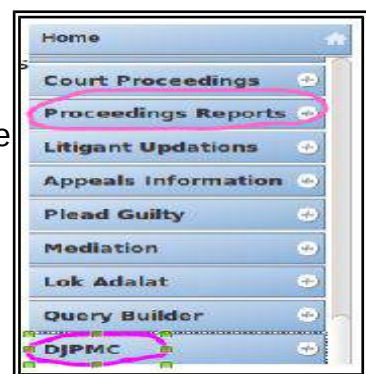 Home
s
Court Proceedings
Proceedings Reports
e
Litigant Updations
Appeals Information
Plead Guilty
Mediation
Lok Adalat
Query Builder
DJPMC